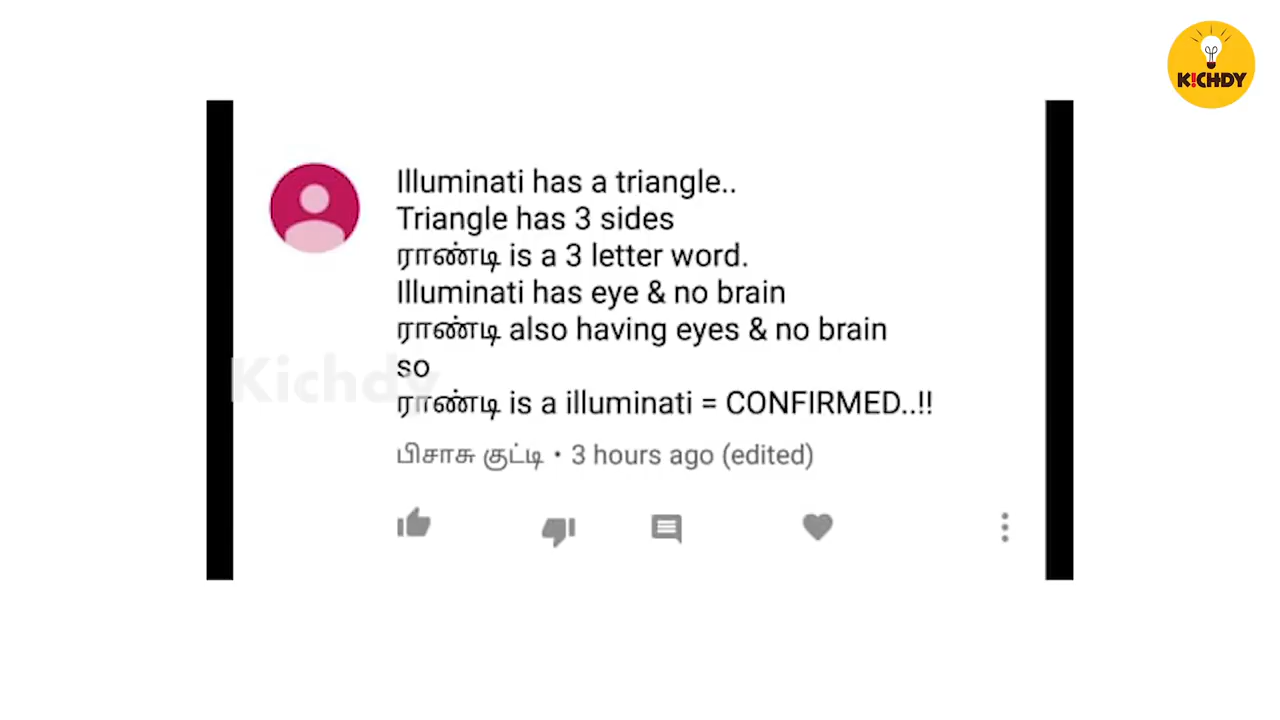 K!CHDY
Illuminati has a triangle..
Triangle has 3 sides
ராண்டி is a 3 letter word.
Illuminati has eye & no brain
ராண்டி also having eyes & no brain
so
Kichdy
ராண்டி is a illuminati = CONFIRMED..!!
பிசாசு குட்டி • 3 hours ago (edited)